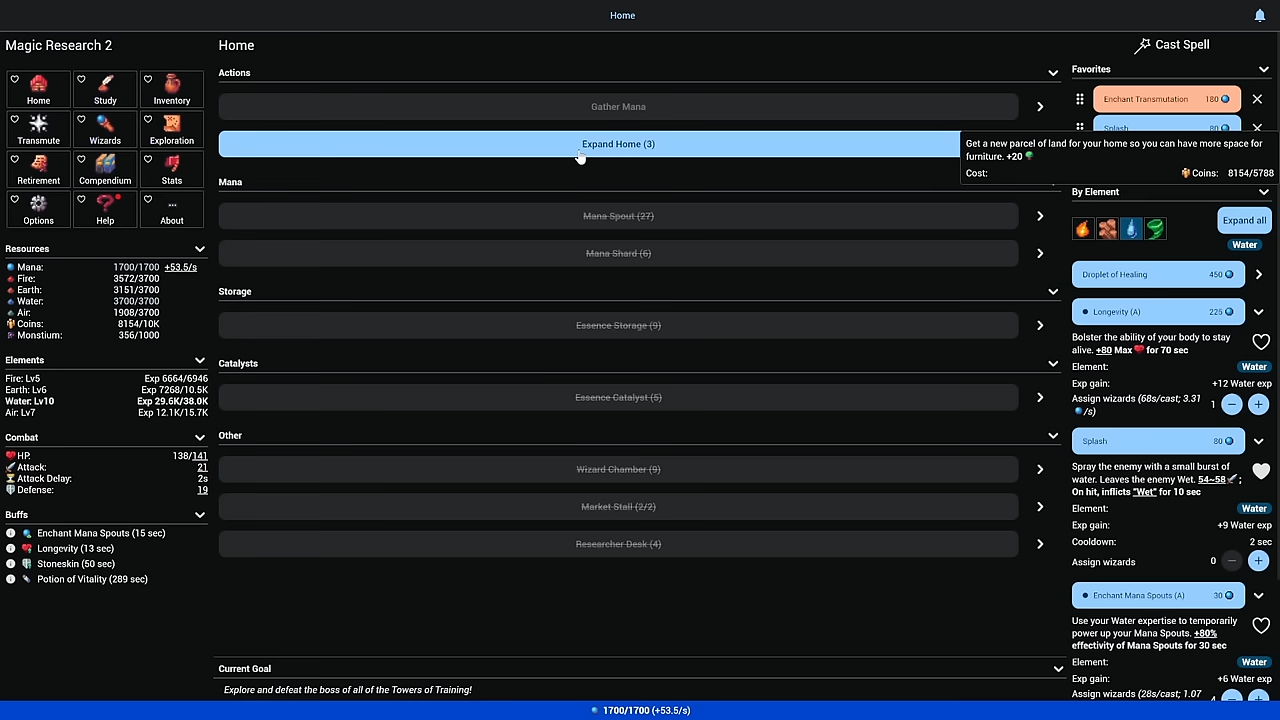 Home
Magic Research 2
Home
Study
Inventory
Transmute
Wizards
Exploration
Retirement
Compendium
Stats
Options
Help
About
Resources
Mana: 1700/1700 +53.5/s
Fire: 3572/3700
Earth: 3151/3700
Water: 3700/3700
Air: 1908/3700
Coins: 8154/10K
Monstium: 356/1000
Elements
Fire: Lv5 Exp 6664/6946
Earth: Lv6 Exp 7268/10.5K
Water: Lv10 Exp 29.6K/38.0K
Air: Lv7 Exp 12.1K/15.7K
Combat
HP: 138/141
Attack: 21
Attack Delay: 2s
Defense: 19
Buffs
Enchant Mana Spouts (15 sec)
Longevity (13 sec)
Stoneskin (50 sec)
Potion of Vitality (289 sec)
Home
Actions
Gather Mana
Expand Home (3)
Mana
Mana Spout (27)
Mana Shard (6)
Storage
Essence Storage (9)
Catalysts
Essence Catalyst (5)
Other
Wizard Chamber (9)
Market Stall (2/2)
Researcher Desk (4)
Current Goal
Explore and defeat the boss of all of the Towers of Training!
Cast Spell
Favorites
Enchant Transmutation 180
Splash 80
Get a new parcel of land for your home so you can have more space for
furniture. +20
Cost: Coins: 8154/5788
By Element
Expand all
Water
Droplet of Healing 450
Longevity (A) 225
Bolster the ability of your body to stay
alive. +80 Max for 70 sec
Element: Water
Exp gain: +12 Water exp
Assign wizards (68s/cast; 3.31 1 − +
/s)
Splash 80
Spray the enemy with a small burst of
water. Leaves the enemy Wet. 54~58 ;
On hit, inflicts "Wet" for 10 sec
Element: Water
Exp gain: +9 Water exp
Cooldown: 2 sec
Assign wizards 0 − +
Enchant Mana Spouts (A) 30
Use your Water expertise to temporarily
power up your Mana Spouts. +80%
effectivity of Mana Spouts for 30 sec
Element: Water
Exp gain: +6 Water exp
Assign wizards (28s/cast; 1.07
1700/1700 (+53.5/s)